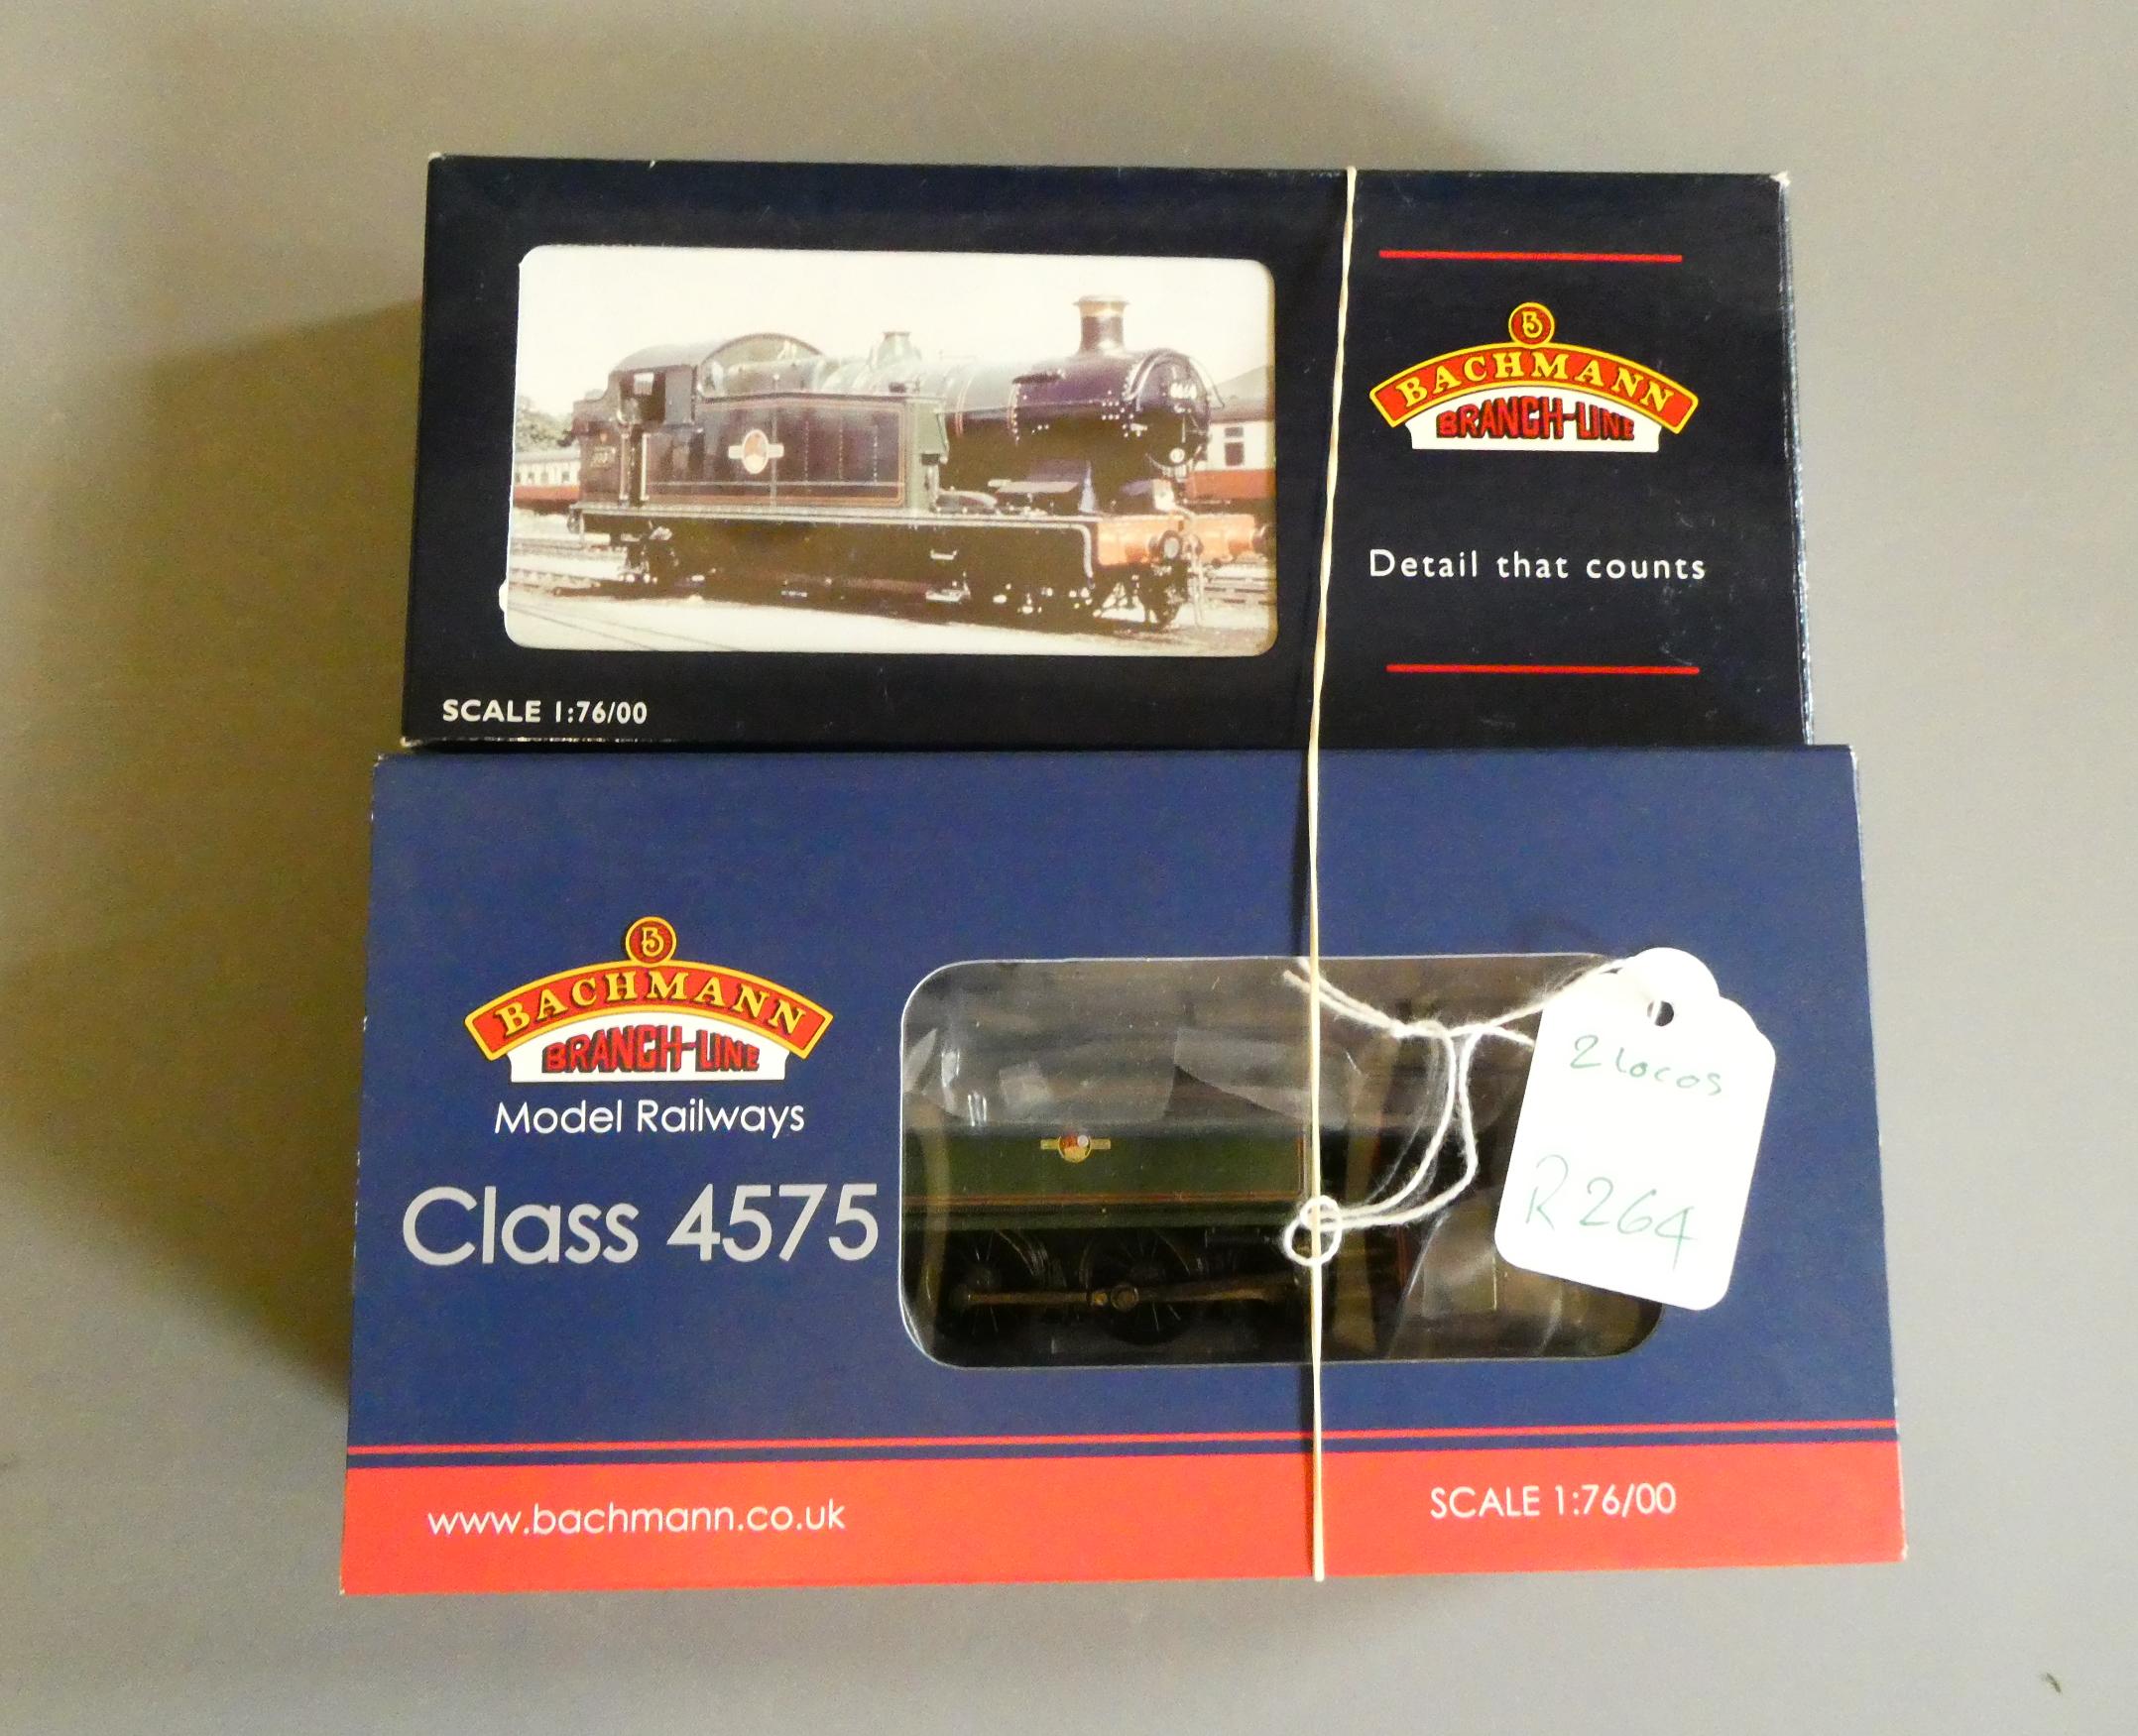 B
BACHMANN
BRANCH-LINE
Detail that counts
SCALE 1:76/00
B
BACHMANN
BRANCH-LINE
Model Railways
Class 4575
2 Locos
R264
www.bachmann.co.uk
SCALE 1:76/00